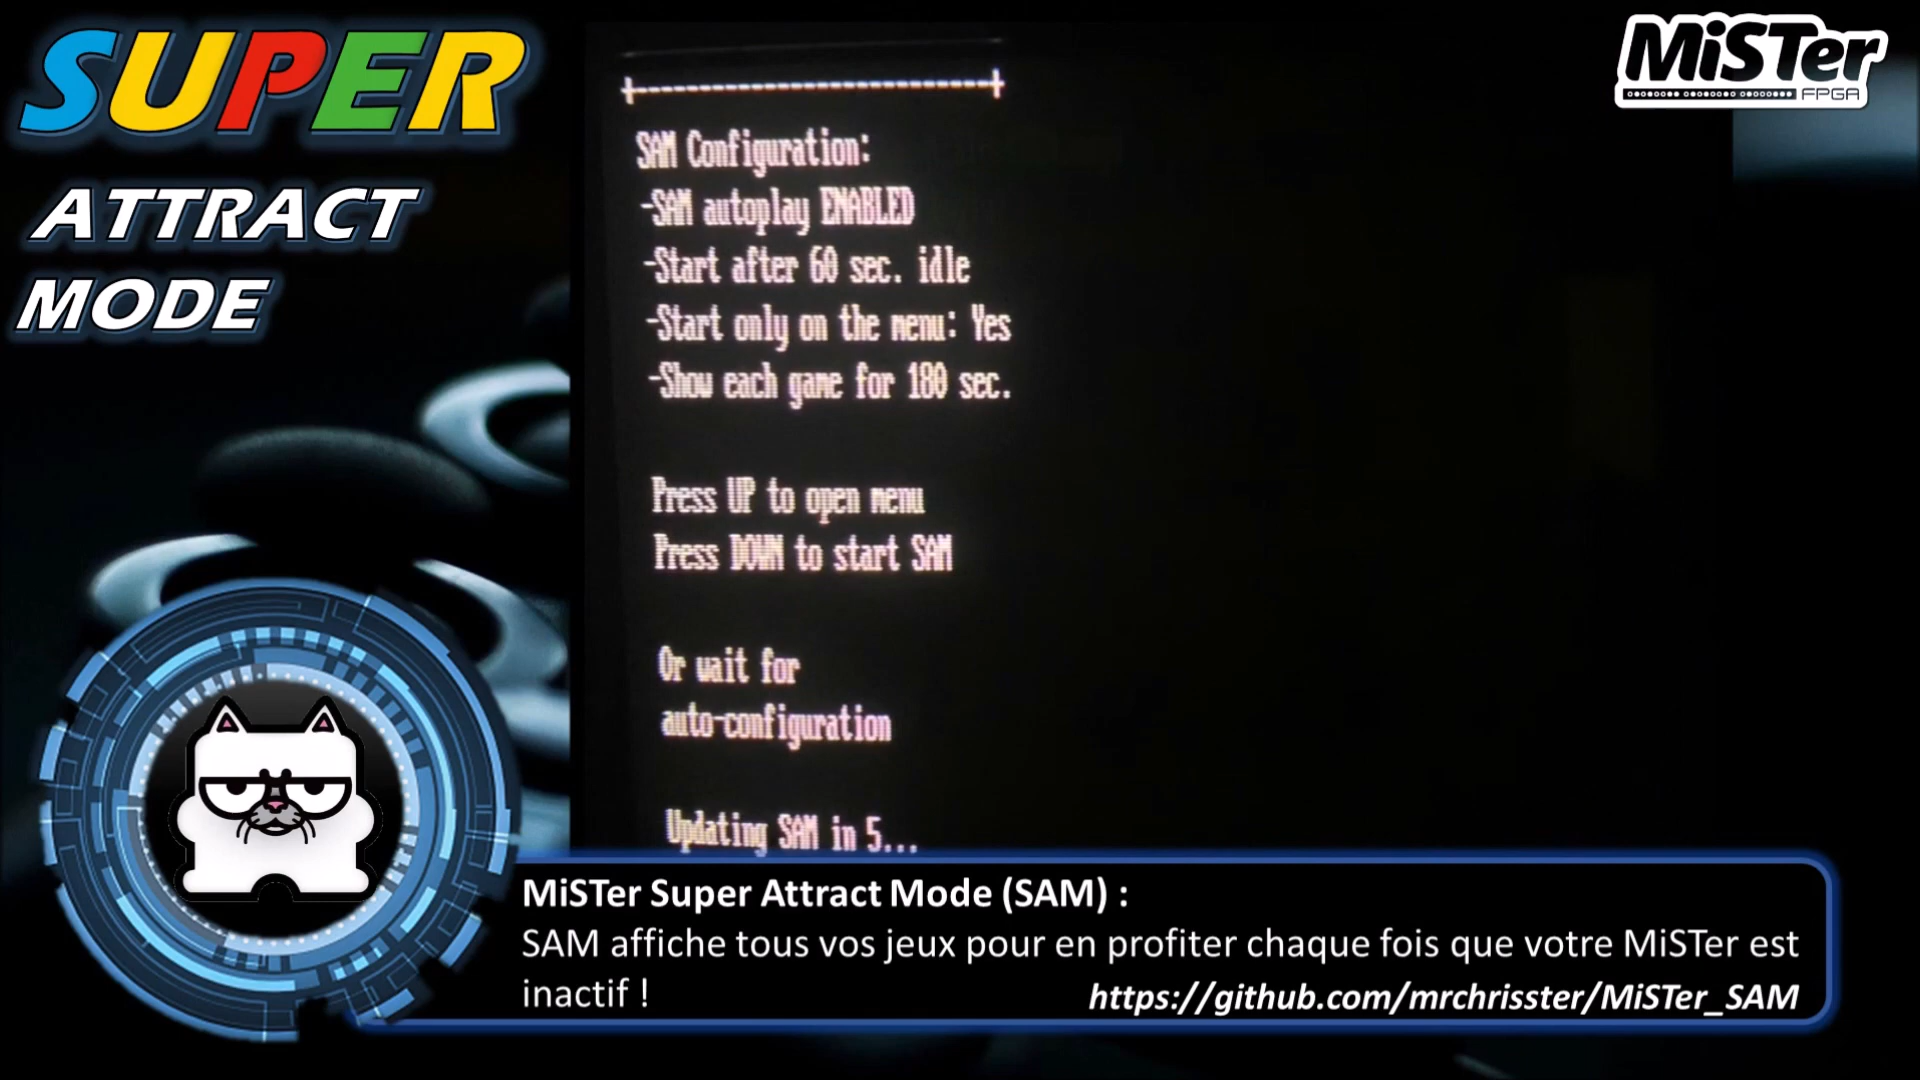 SUPER
ATTRACT
MODE
MiSTer
FPGA
SAM Configuration:
-SAM autoplay ENABLED
-Start after 60 sec. idle
-Start only on the menu: Yes
-Show each game for 180 sec.
Press UP to open menu
Press DOWN to start SAM
Or wait for
auto-configuration
Updating SAM in 5...
MiSTer Super Attract Mode (SAM) :
SAM affiche tous vos jeux pour en profiter chaque fois que votre MiSTer est
inactif !
https://github.com/mrchrisster/MiSTer_SAM